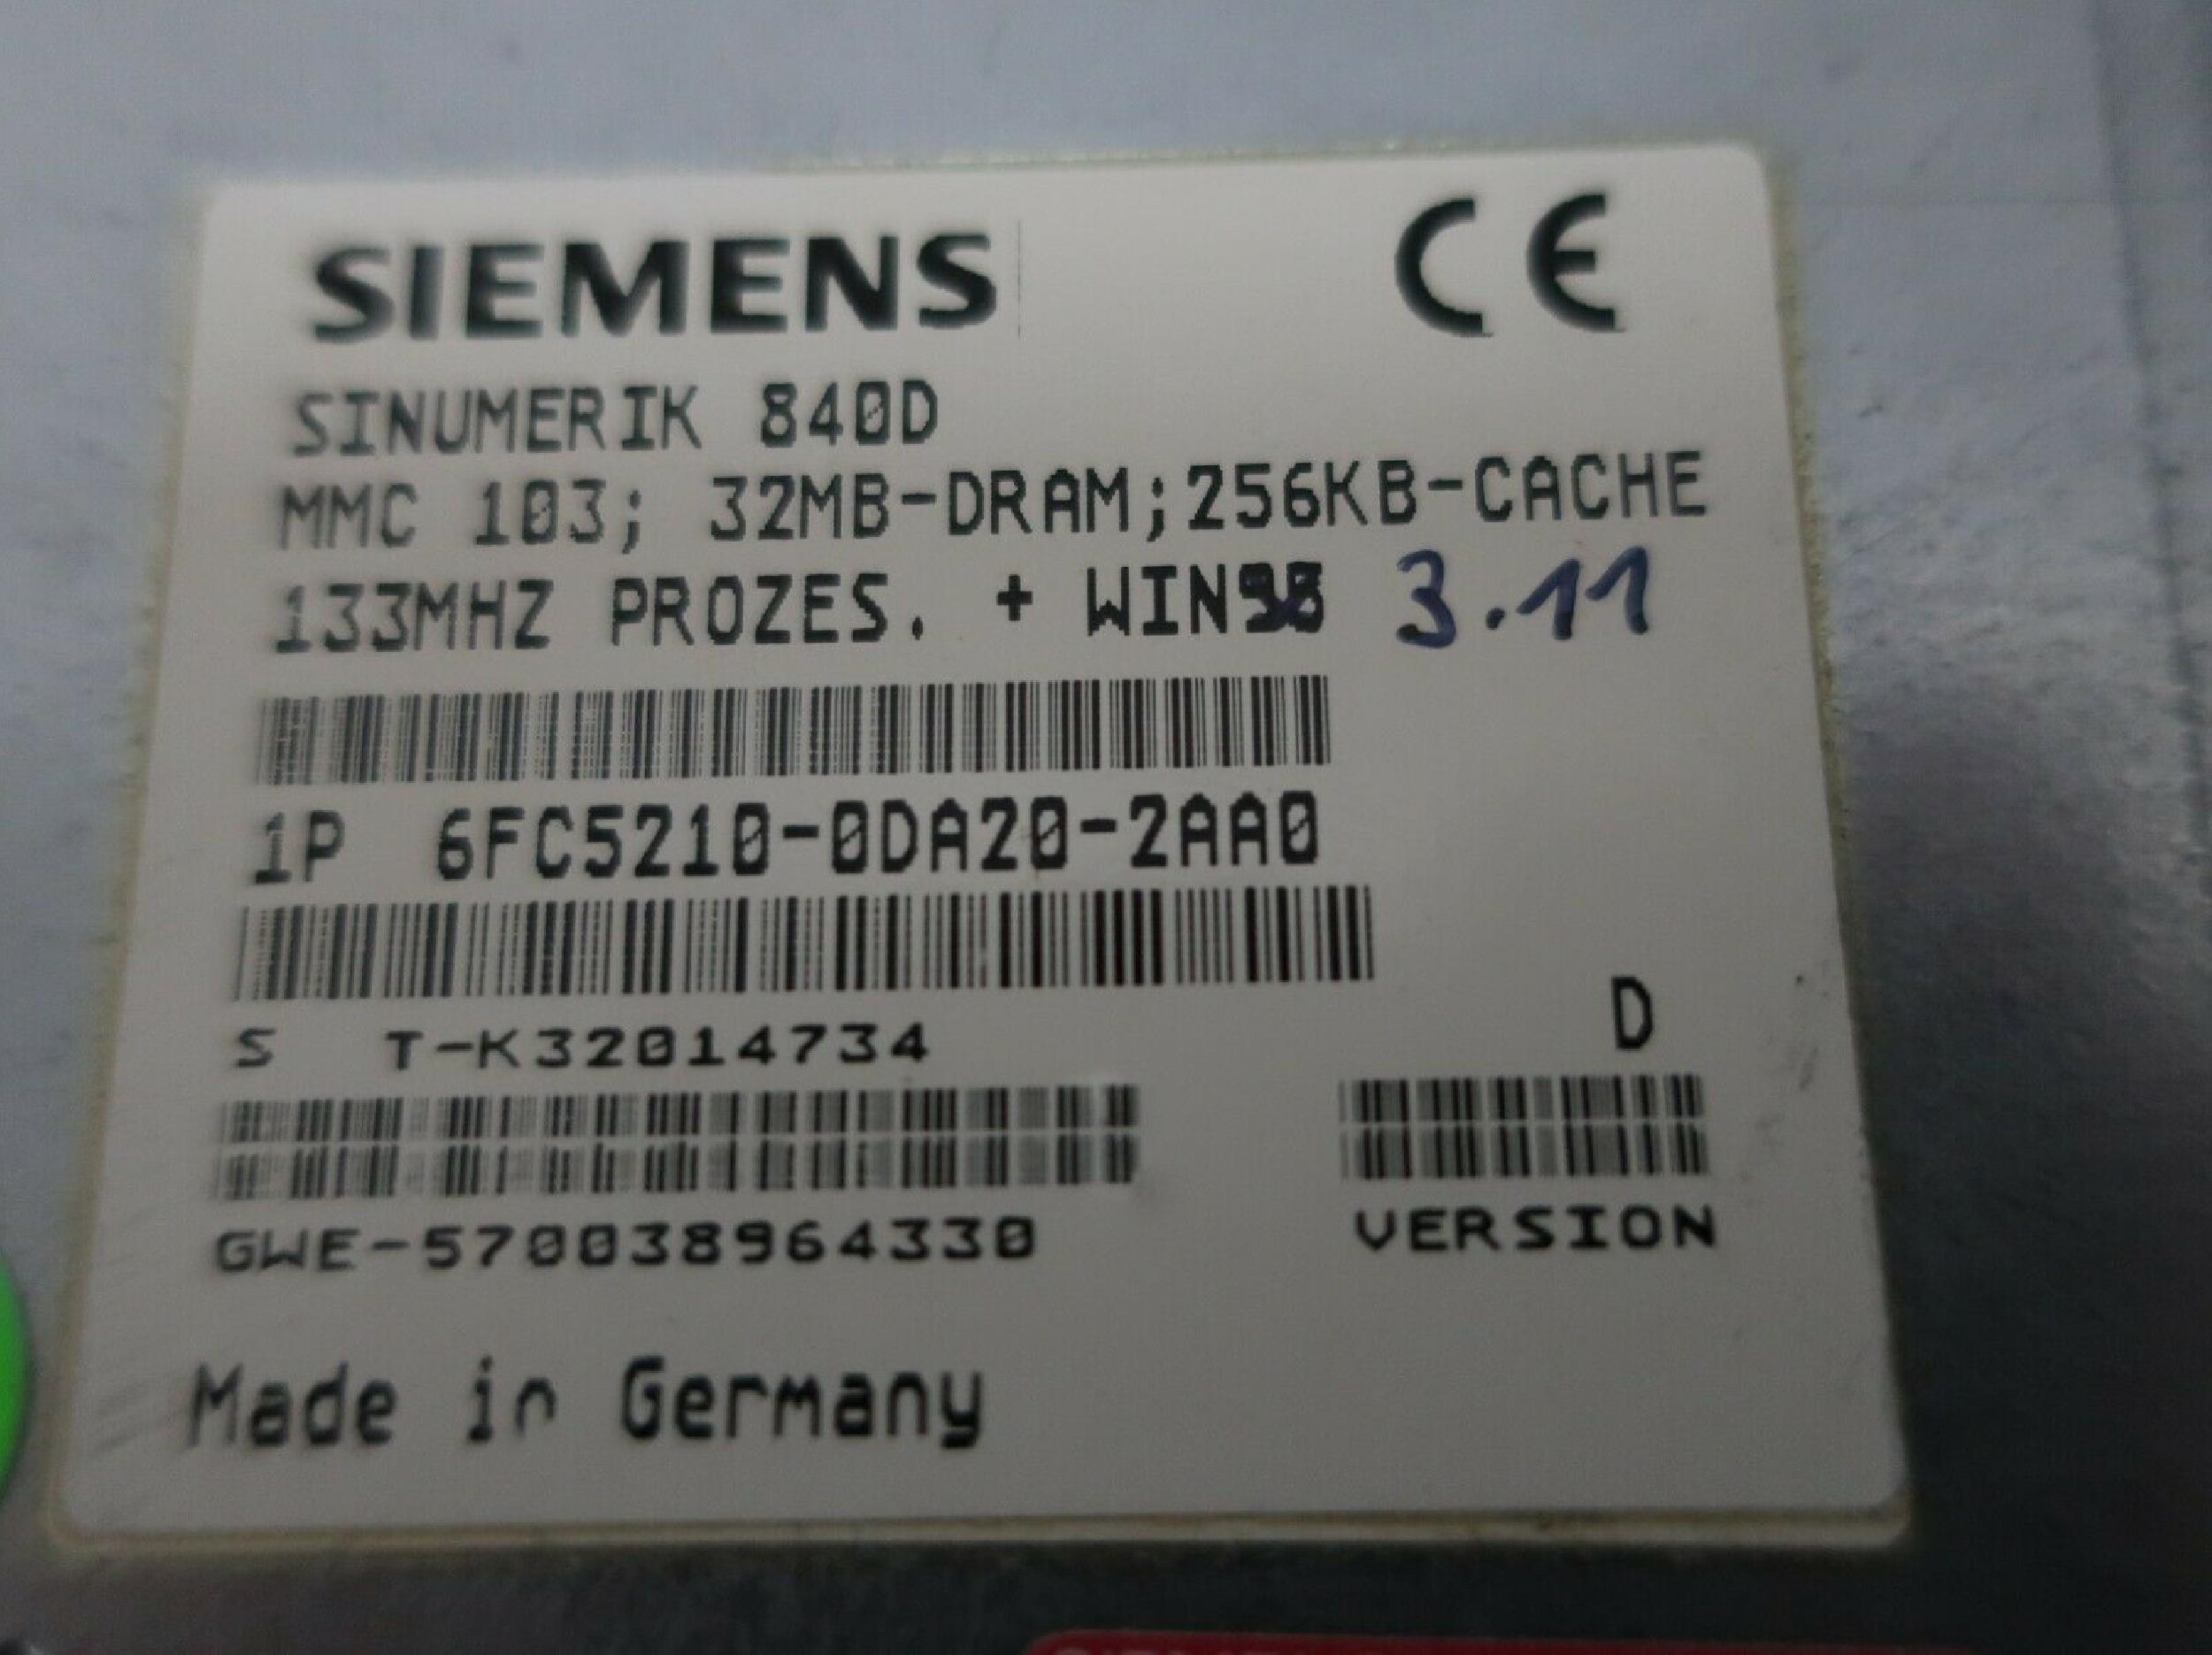 SIEMENS CE
SINUMERIK 840D
MMC 103; 32MB-DRAM;256KB-CACHE
133MHZ PROZES. + WIN95 3.11
1P 6FC5210-0DA20-2AA0
S T-K32014734
D
GWE-570038964330
VERSION
Made in Germany